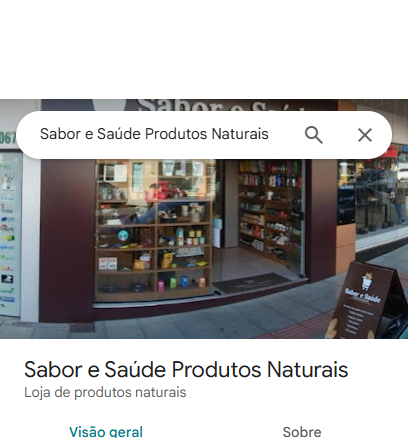 Sabor e Saúde
067
Sabor e Saúde Produtos Naturais
Sabor e Saúde
Sabor e Saúde Produtos Naturais
Loja de produtos naturais
Visão geral
Sobre